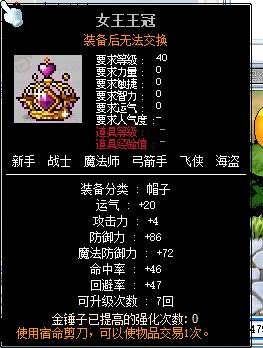 女王王冠
装备后无法交换
要求等级： 40
要求力量： 0
要求敏捷： 0
要求智力： 0
要求运气： 0
要求人气度： -
道具等级： -
道具经验值： -
新手 战士 魔法师 弓箭手 飞侠 海盗
装备分类 ：帽子
运气 ：+20
攻击力 ：+4
防御力 ：+86
魔法防御力 ：+72
命中率 ：+46
回避率 ：+47
可升级次数 ：7回
金锤子已提高的强化次数: 0
使用宿命剪刀，可以使物品交易1次。